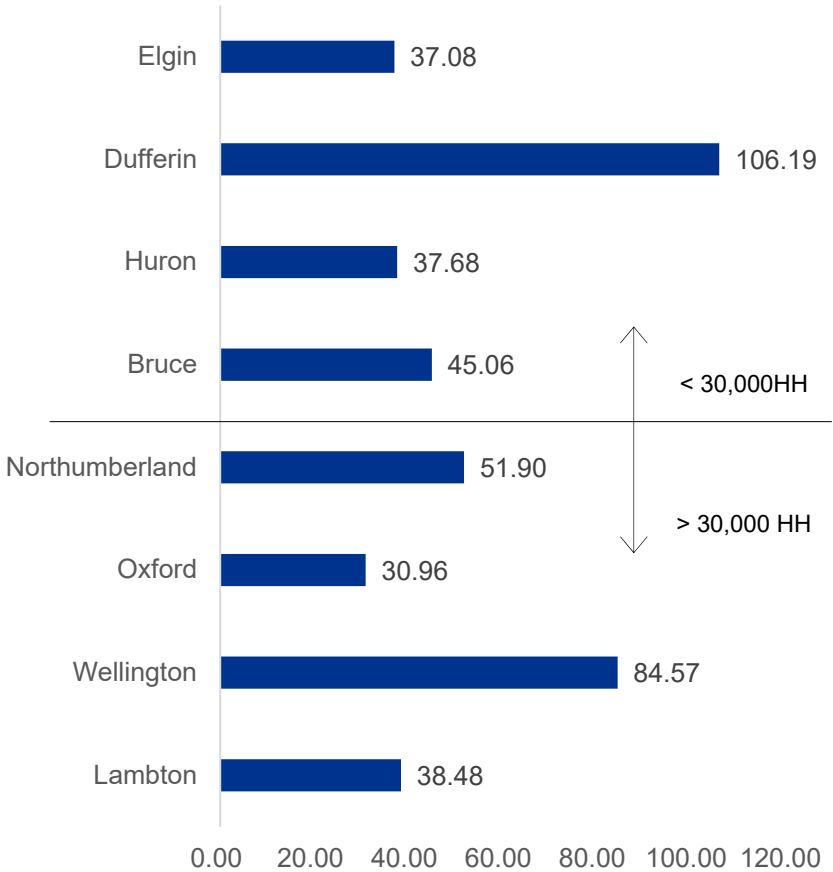 Elgin 37.08
Dufferin 106.19
Huron 37.68
Bruce 45.06
< 30,000HH
Northumberland 51.90
> 30,000 HH
Oxford 30.96
Wellington 84.57
Lambton 38.48
0.00 20.00 40.00 60.00 80.00 100.00 120.00